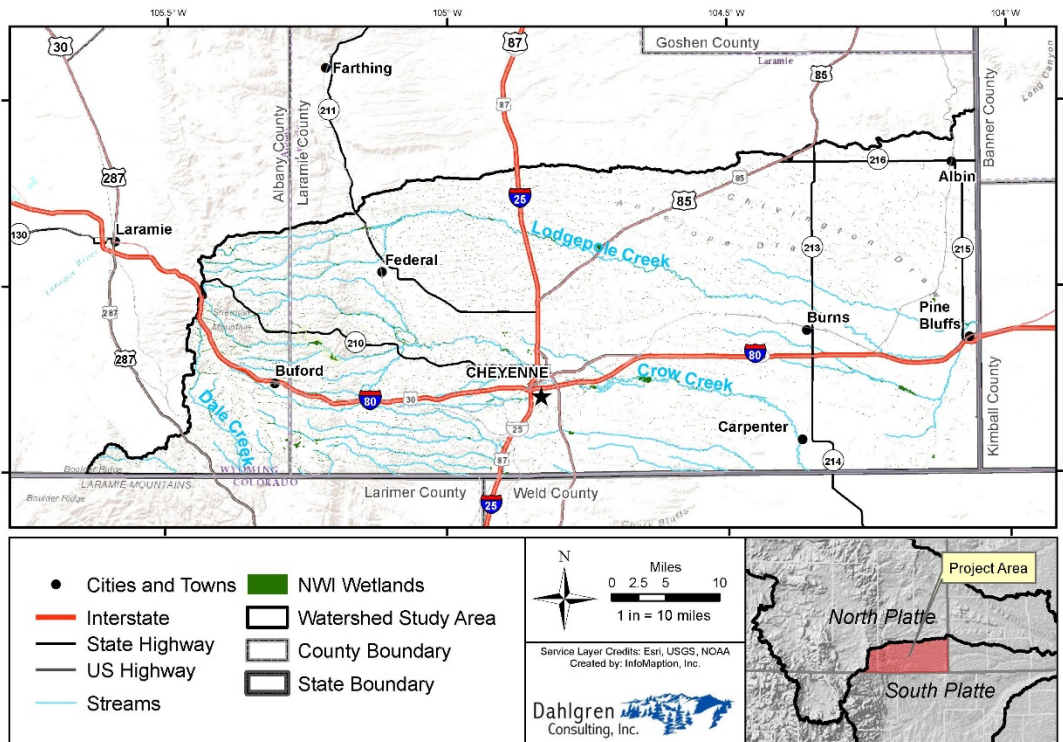 105°5'W
105°W
104°5'W
104°W
30
87
Goshen County
Laramie
85
Farthing
211
87
Albany County
Laramie County
Banner County
Long Canyon
287
25
85
85
216
Albin
130
Laramie
Laramie River
Lodgepole Creek
Federal
213
215
287
Sherman
Mountain
210
Burns
Pine
Bluffs
287
Buford
CHEYENNE
80
Crow Creek
80
30
25
87
Dale Creek
Carpenter
214
Kimball County
Boulder Ridge
WYOMING
COLORADO
LARAMIE MOUNTAINS
Boulder Ridge
Larimer County
Weld County
25
Cities and Towns
Interstate
State Highway
US Highway
Streams
NWI Wetlands
Watershed Study Area
County Boundary
State Boundary
N
Miles
0 2.5 5 10
1 in = 10 miles
Service Layer Credits: Esri, USGS, NOAA
Created by: InfoMaption, Inc.
Dahlgren
Consulting, Inc.
Project Area
North Platte
South Platte